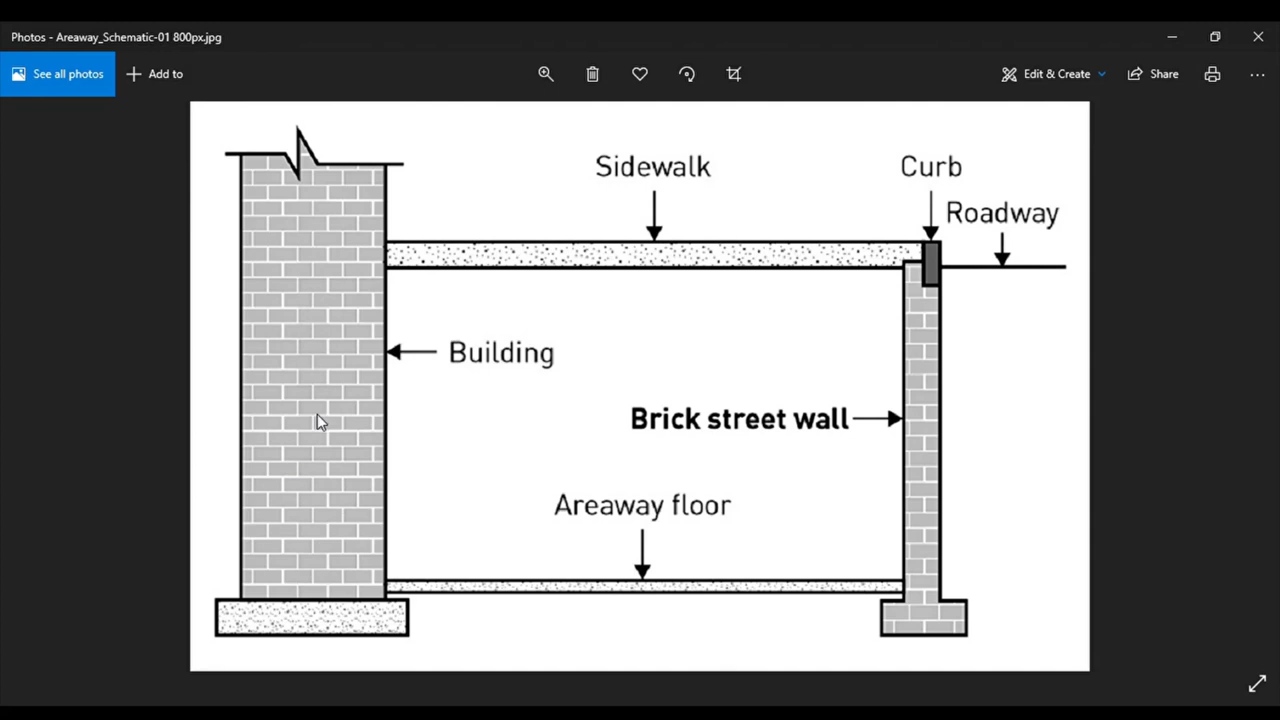 Photos - Areaway_Schematic-01 800px.jpg
See all photos
Add to
Edit & Create
Share
Sidewalk
Curb
Roadway
Building
Brick street wall
Areaway floor